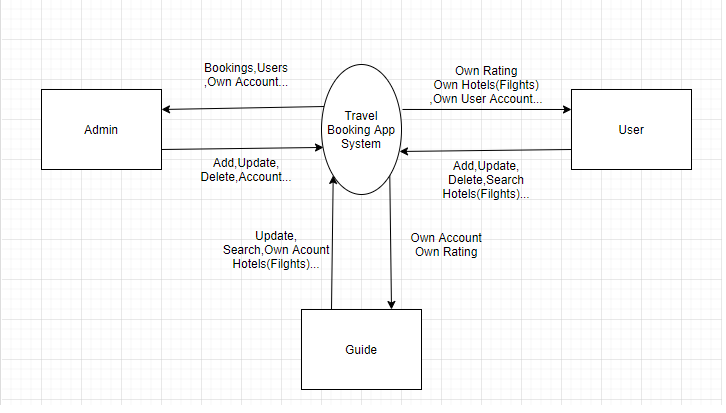 Bookings,Users
,Own Account...
Own Rating
Own Hotels(Filghts)
,Own User Account...
Admin
Travel
Booking App
System
User
Add,Update,
Delete,Account...
Add,Update,
Delete,Search
Hotels(Fligths)...
Update,
Search,Own Acount
Hotels(Filghts)...
Own Account
Own Rating
Guide